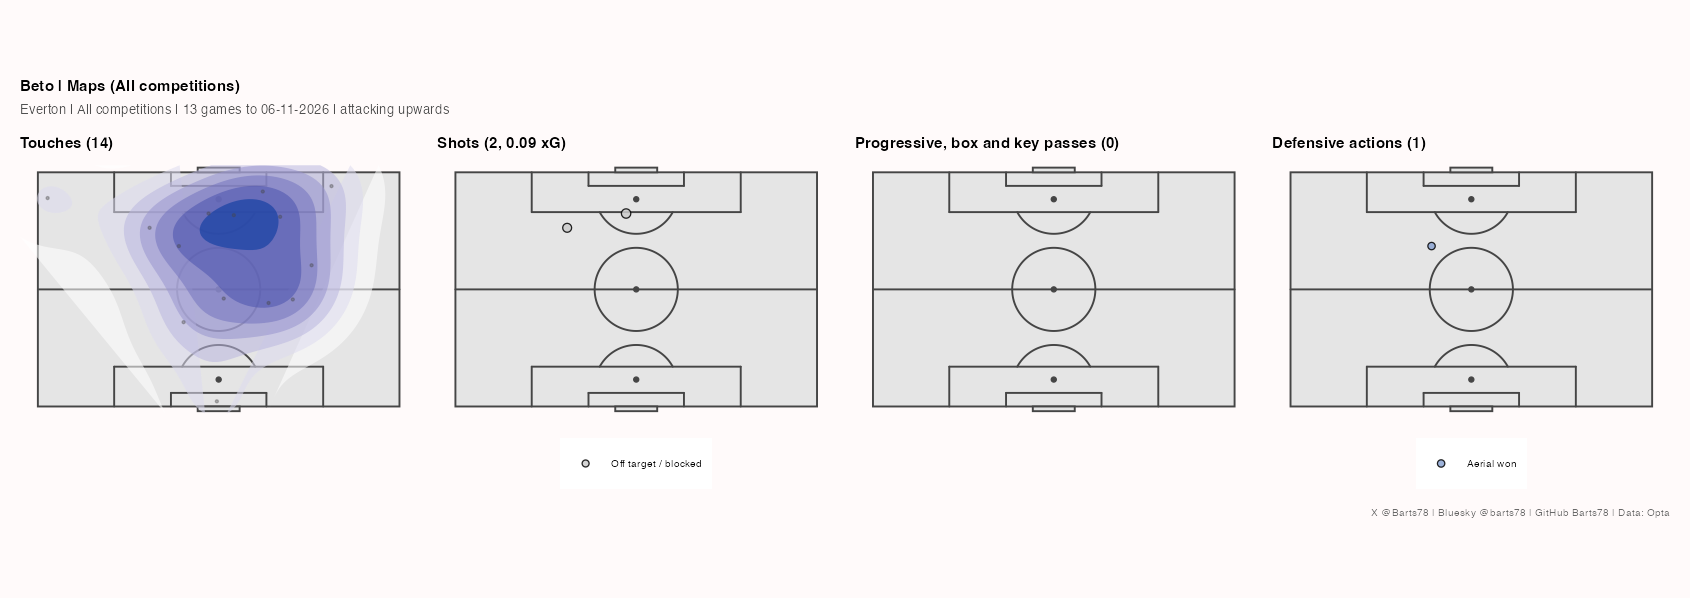 Beto | Maps (All competitions)
Everton | All competitions | 13 games to 06-11-2026 | attacking upwards
Touches (14)
Shots (2, 0.09 xG)
Progressive, box and key passes (0)
Defensive actions (1)
Off target / blocked
Aerial won
X @Barts78 | Bluesky @barts78 | GitHub Barts78 | Data: Opta